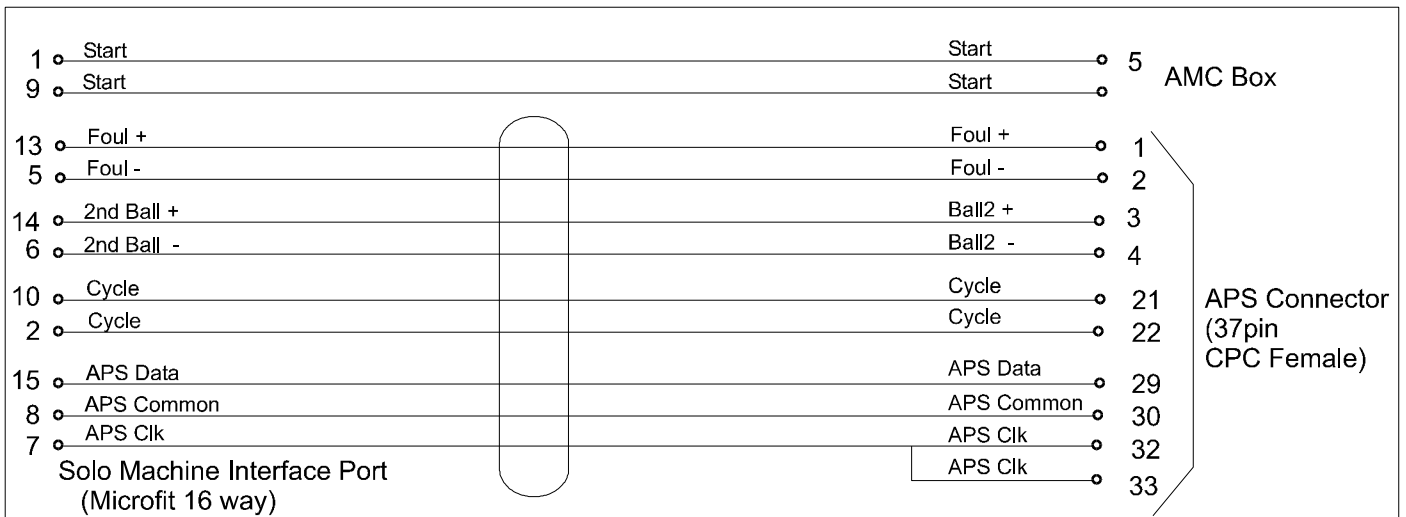 1 Start Start 5
9 Start Start
AMC Box
13 Foul + Foul + 1
5 Foul - Foul - 2
14 2nd Ball + Ball2 + 3
6 2nd Ball - Ball2 - 4
10 Cycle Cycle 21
2 Cycle Cycle 22
15 APS Data APS Data 29
8 APS Common APS Common 30
7 APS Clk APS Clk 32
APS Clk 33
Solo Machine Interface Port
(Microfit 16 way)
APS Connector
(37pin
CPC Female)